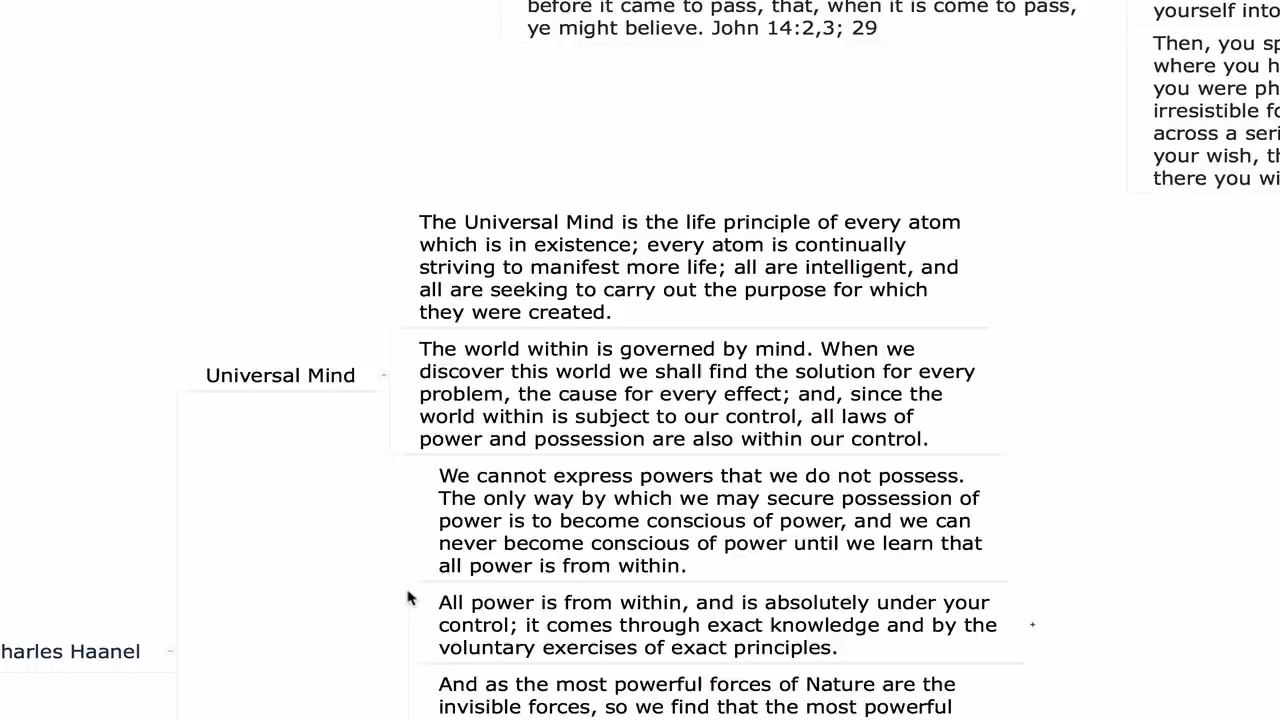 before it came to pass, that, when it is come to pass,
ye might believe. John 14:2,3; 29
yourself into
Then, you
where you
you were
irresistible
across a
your wish,
there you
The Universal Mind is the life principle of every atom
which is in existence; every atom is continually
striving to manifest more life; all are intelligent, and
all are seeking to carry out the purpose for which
they were created.
Universal Mind
The world within is governed by mind. When we
discover this world we shall find the solution for every
problem, the cause for every effect; and, since the
world within is subject to our control, all laws of
power and possession are also within our control.
We cannot express powers that we do not possess.
The only way by which we may secure possession of
power is to become conscious of power, and we can
never become conscious of power until we learn that
all power is from within.
All power is from within, and is absolutely under your
control; it comes through exact knowledge and by the
voluntary exercises of exact principles.
harles Haanel
And as the most powerful forces of Nature are the
invisible forces, so we find that the most powerful